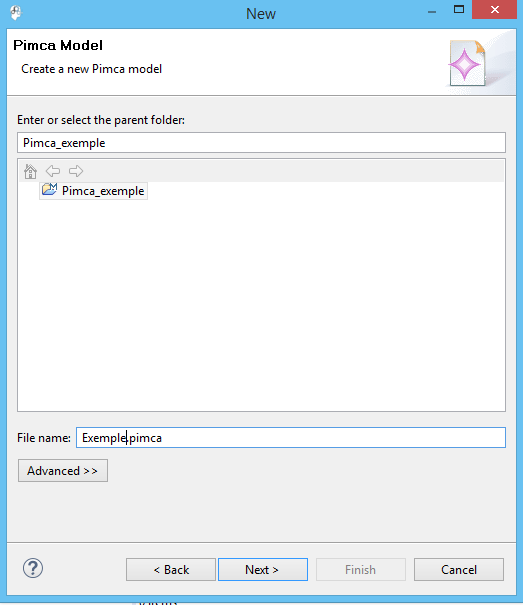 New
Pimca Model
Create a new Pimca model
Enter or select the parent folder:
Pimca_exemple
Pimca_exemple
File name: Exemple.pimca
Advanced >>
? < Back Next > Finish Cancel